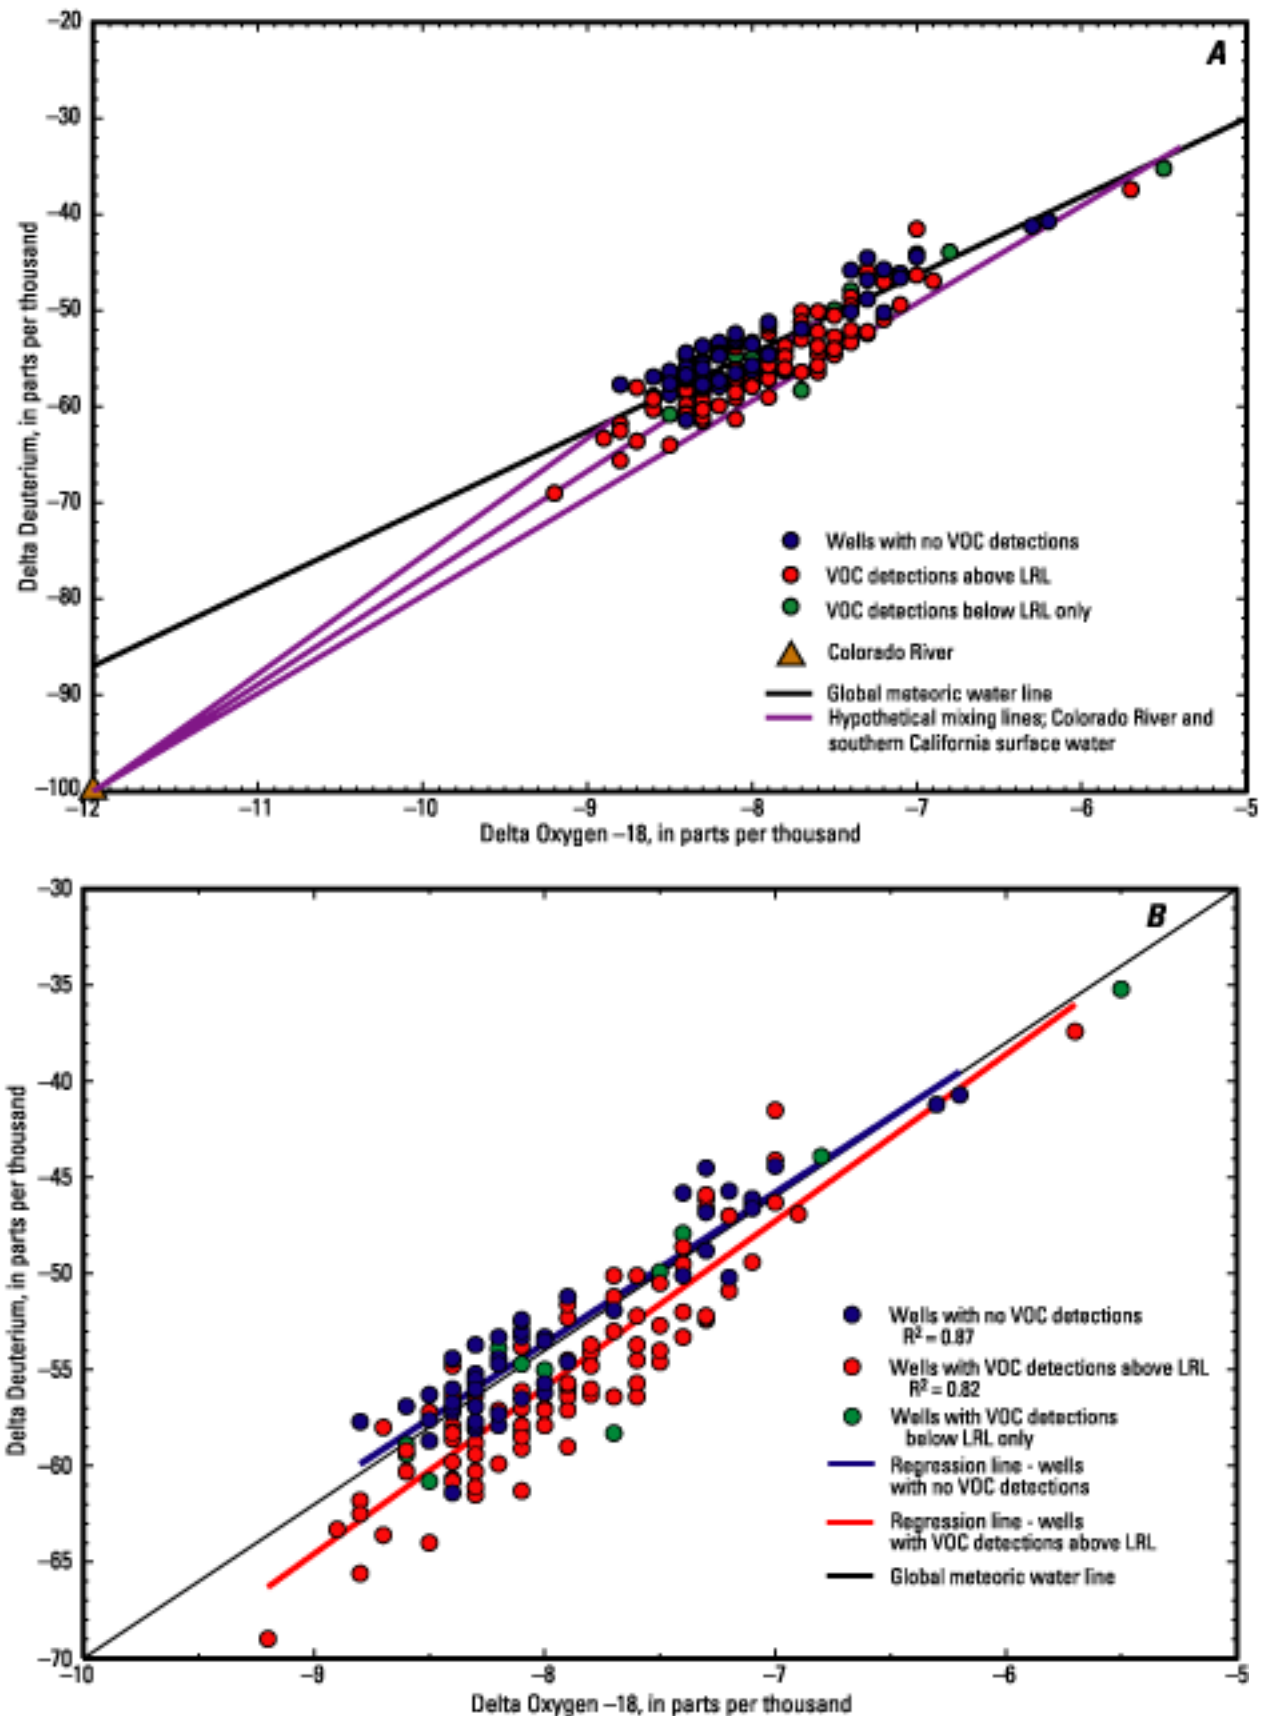 A
−20
−30
−40
−50
−60
−70
−80
−90
−100
Delta Deuterium, in parts per thousand
Wells with no VOC detections
VOC detections above LRL
VOC detections below LRL only
Colorado River
Global meteoric water line
Hypothetical mixing lines; Colorado River and
southern California surface water
−12 −11 −10 −9 −8 −7 −6 −5
Delta Oxygen −18, in parts per thousand
B
−30
−35
−40
−45
−50
−55
−60
−65
−70
Delta Deuterium, in parts per thousand
Wells with no VOC detections
R² = 0.87
Wells with VOC detections above LRL
R² = 0.82
Wells with VOC detections
below LRL only
Regression line - wells
with no VOC detections
Regression line - wells
with VOC detections above LRL
Global meteoric water line
−10 −9 −8 −7 −6 −5
Delta Oxygen −18, in parts per thousand